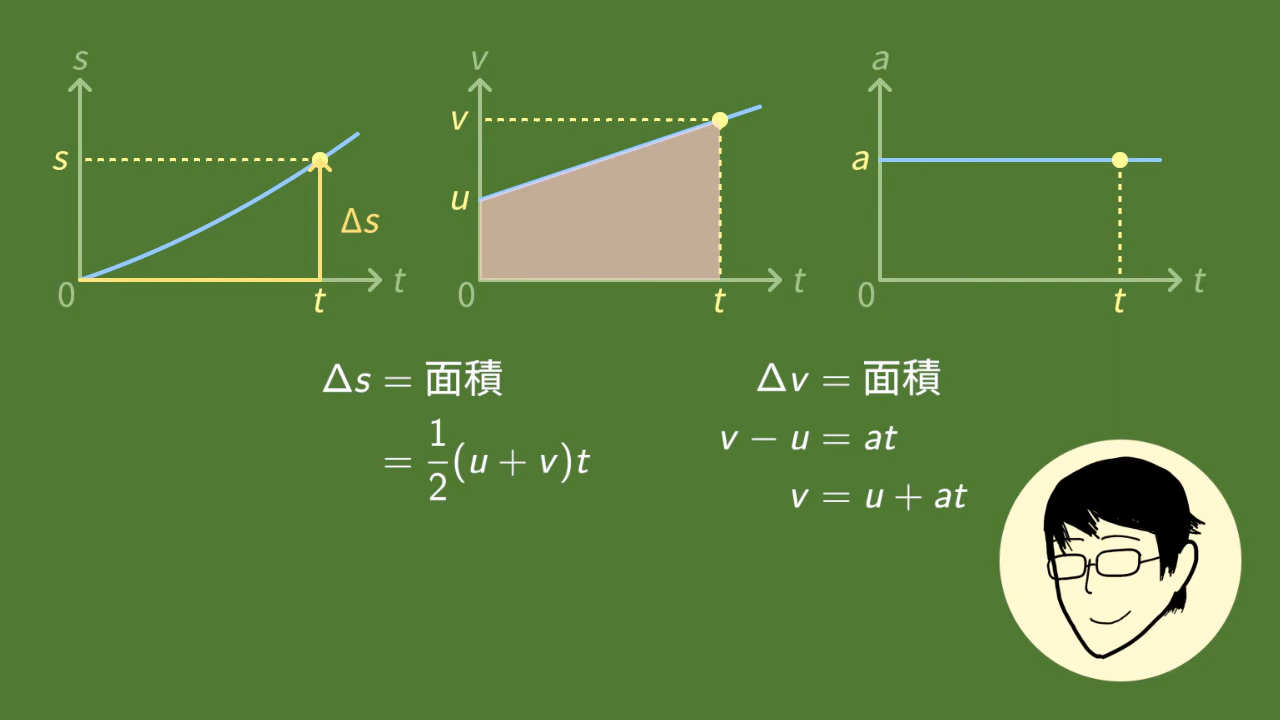 s
s
Δs
0
t
t
v
v
u
0
t
t
a
a
0
t
t
Δs = 面積
= 1/2 (u + v)t
Δv = 面積
v − u = at
v = u + at